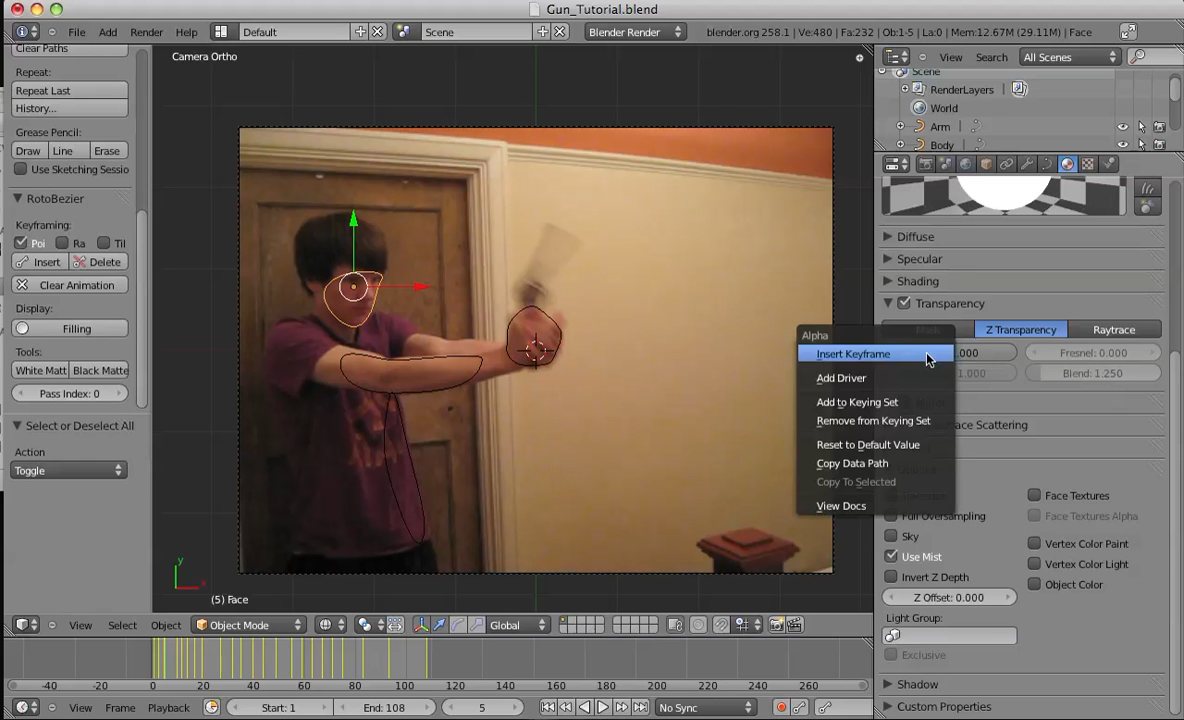 Gun_Tutorial.blend
File Add Render Help Default Scene Blender Render blender.org 258.1 | Ve:480 | Fa:232 | Ob:1-5 | La:0 | Mem:12.67M (29.11M) | Face
Clear Paths
Repeat:
Repeat Last
History...
Grease Pencil:
Draw Line Erase
Use Sketching Sessio
RotoBezier
Keyframing:
Poi Ra Til
Insert Delete
Clear Animation
Display:
Filling
Tools:
White Matt Black Matte
Pass Index: 0
Select or Deselect All
Action
Toggle
Camera Ortho
y
x
(5) Face
View Search All Scenes
Scene
RenderLayers
World
Arm
Body
Diffuse
Specular
Shading
Transparency
Z Transparency Raytrace
.000 Fresnel: 0.000
1.000 Blend: 1.250
Alpha
Insert Keyframe
Add Driver
Add to Keying Set
Remove from Keying Set
Reset to Default Value
Copy Data Path
Copy To Selected
View Docs
rface Scattering
Face Textures
Full Oversampling Face Textures Alpha
Sky Vertex Color Paint
Use Mist Vertex Color Light
Invert Z Depth Object Color
Z Offset: 0.000
Light Group:
Exclusive
Shadow
Custom Properties
View Select Object Object Mode Global
-40 -20 0 20 40 60 80 100 120 140 160 180 200 220 240 260
View Frame Playback Start: 1 End: 108 5 No Sync